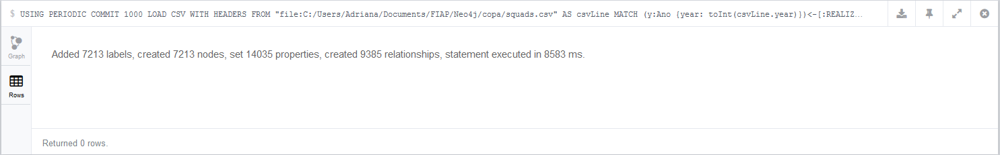 $ USING PERIODIC COMMIT 1000 LOAD CSV WITH HEADERS FROM "file:C:/Users/Adriana/Documents/FIAP/Neo4j/copa/squads.csv" AS csvLine MATCH (y:Ano {year: toInt(csvLine.year)})<-[:REALIZ...
Graph
Added 7213 labels, created 7213 nodes, set 14035 properties, created 9385 relationships, statement executed in 8583 ms.
Rows
Returned 0 rows.